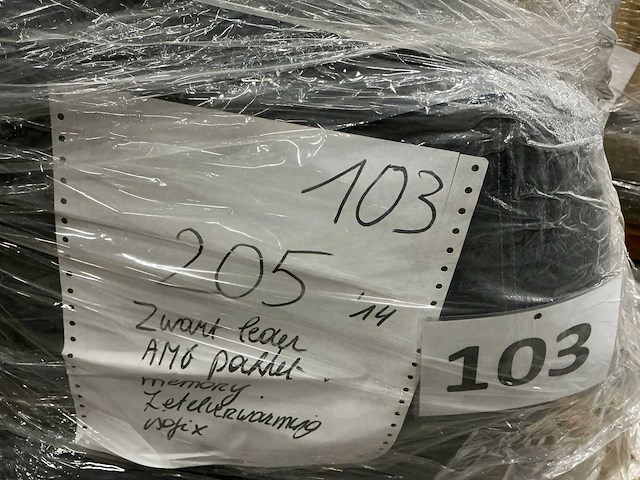 103
205 '14
Zwart leder
AMG pakket
memory
Zetelverwarming
isofix
103